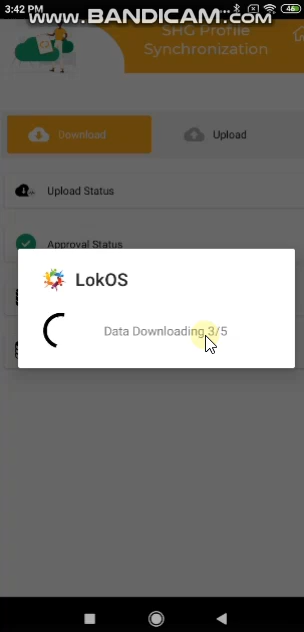 3:42 PM
www.BANDICAM.com
48
SHG Profile
Synchronization
Download
Upload
Upload Status
Approval Status
LokOS
Data Downloading 3/5